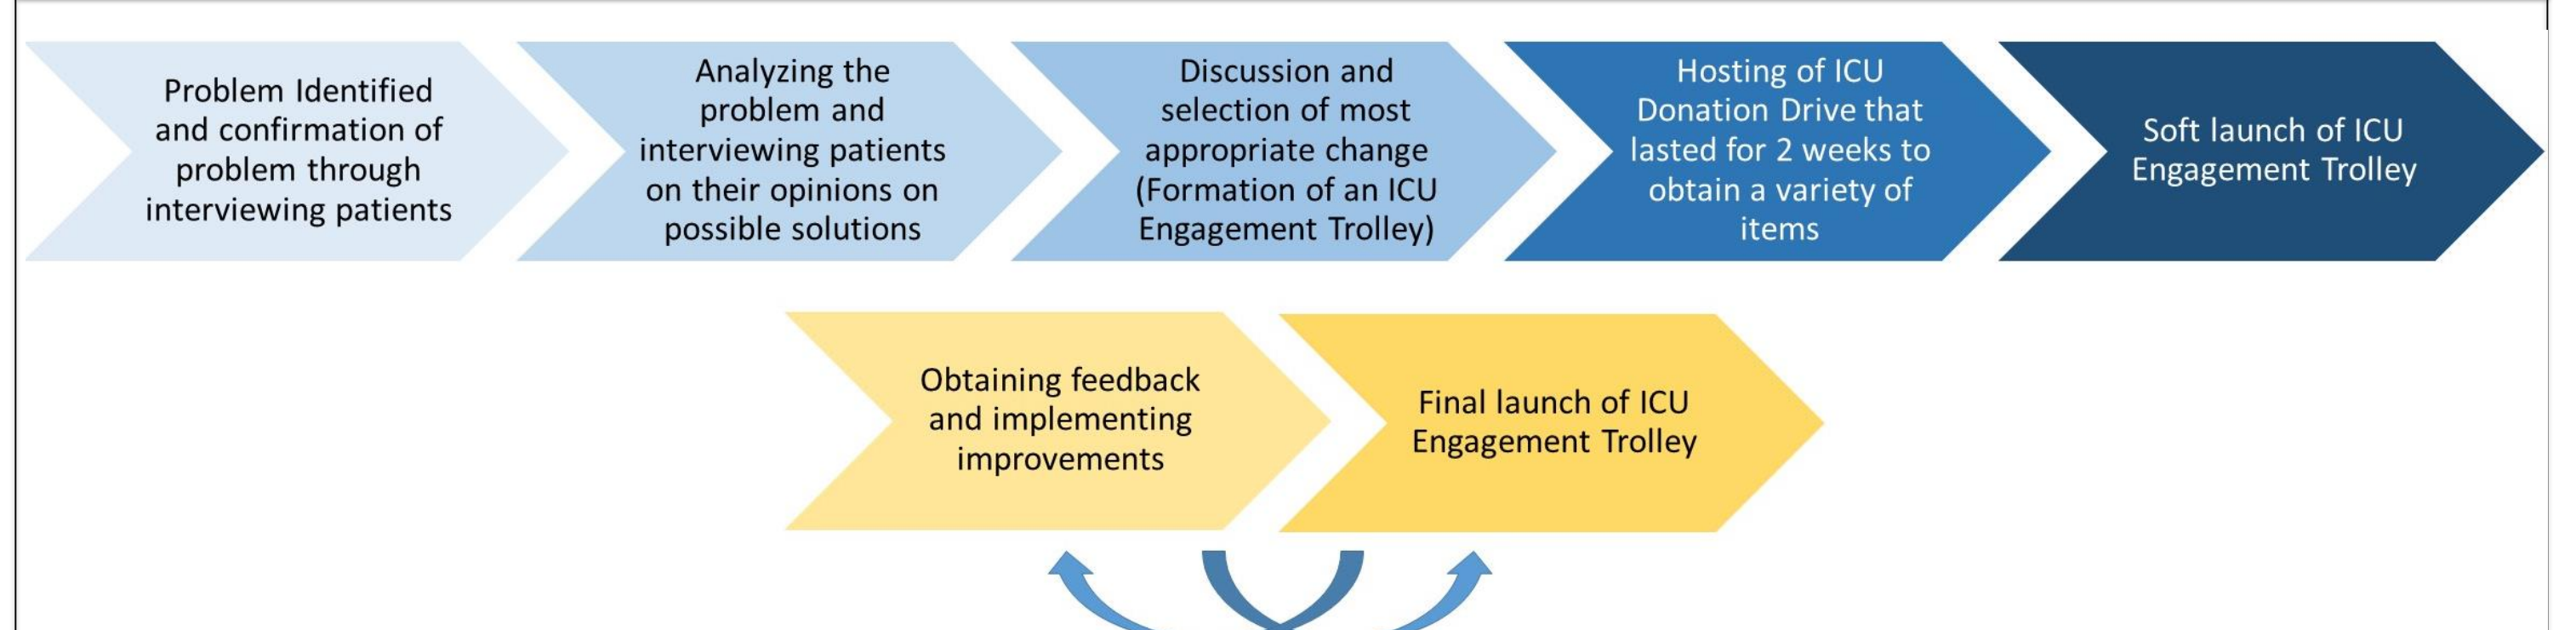 Problem Identified
and confirmation of
problem through
interviewing patients
Analyzing the
problem and
interviewing patients
on their opinions on
possible solutions
Discussion and
selection of most
appropriate change
(Formation of an ICU
Engagement Trolley)
Hosting of ICU
Donation Drive that
lasted for 2 weeks to
obtain a variety of
items
Soft launch of ICU
Engagement Trolley
Obtaining feedback
and implementing
improvements
Final launch of ICU
Engagement Trolley